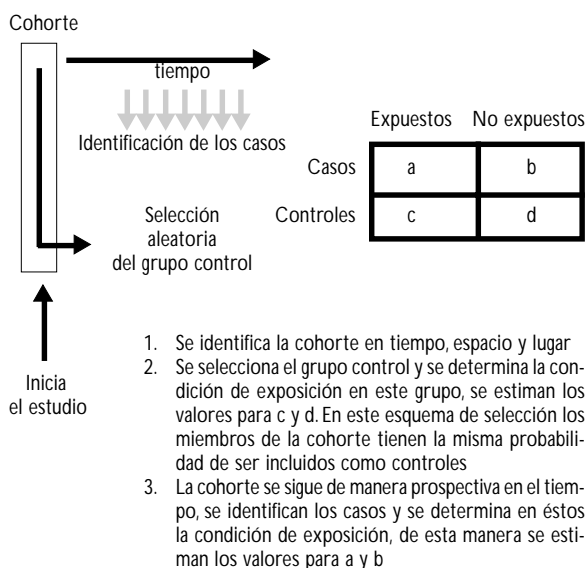 Cohorte
tiempo
Identificación de los casos
Selección
aleatoria
del grupo control
Inicia
el estudio
Expuestos No expuestos
Casos a b
Controles c d
1. Se identifica la cohorte en tiempo, espacio y lugar
2. Se selecciona el grupo control y se determina la con-
dición de exposición en este grupo, se estiman los
valores para c y d. En este esquema de selección los
miembros de la cohorte tienen la misma probabili-
dad de ser incluidos como controles
3. La cohorte se sigue de manera prospectiva en el tiem-
po, se identifican los casos y se determina en éstos
la condición de exposición, de esta manera se esti-
man los valores para a y b